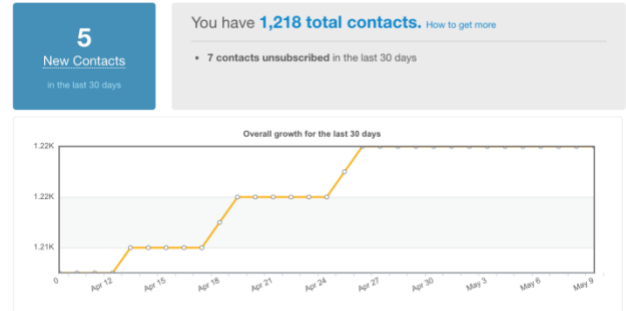 5
New Contacts
in the last 30 days
You have 1,218 total contacts. How to get more
• 7 contacts unsubscribed in the last 30 days
Overall growth for the last 30 days
1.22K
1.22K
1.21K
0 Apr 12 Apr 15 Apr 18 Apr 21 Apr 24 Apr 27 Apr 30 May 3 May 6 May 9